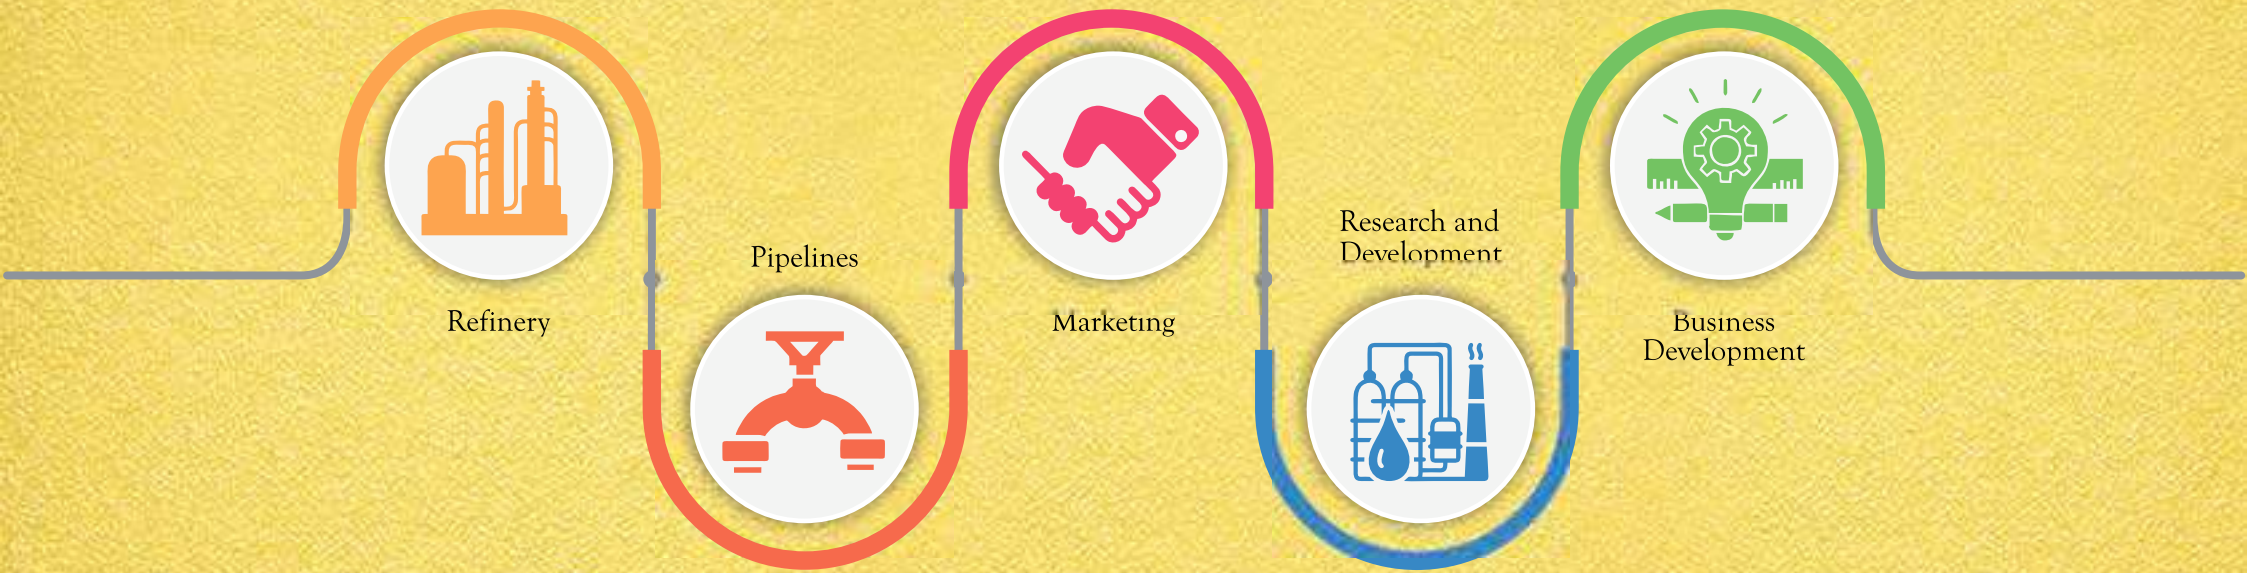 Refinery
Pipelines
Marketing
Research and
Development
Business
Development